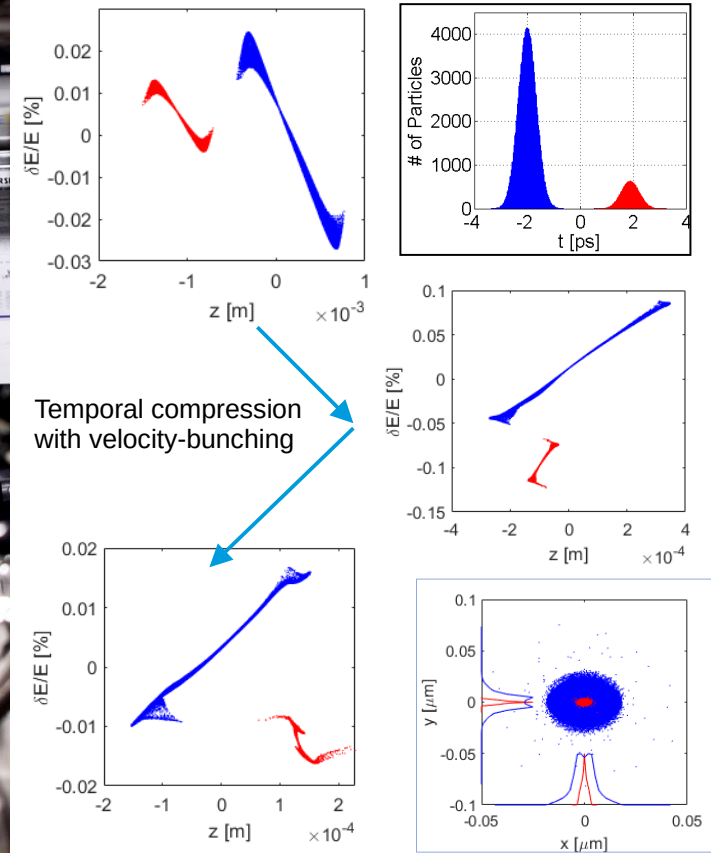 0.03
0.02
0.01
0
-0.01
-0.02
-0.03
δE/E [%]
-2 -1 0 1
z [m] ×10⁻³
4000
3000
2000
1000
0
# of Particles
-4 -2 0 2 4
t [ps]
0.1
0.05
0
-0.05
-0.1
-0.15
δE/E [%]
-4 -2 0 2 4
z [m] ×10⁻⁴
Temporal compression
with velocity-bunching
0.02
0.01
0
-0.01
-0.02
δE/E [%]
-2 -1 0 1 2
z [m] ×10⁻⁴
0.1
0.05
0
-0.05
-0.1
y [μm]
-0.05 0 0.05
x [μm]